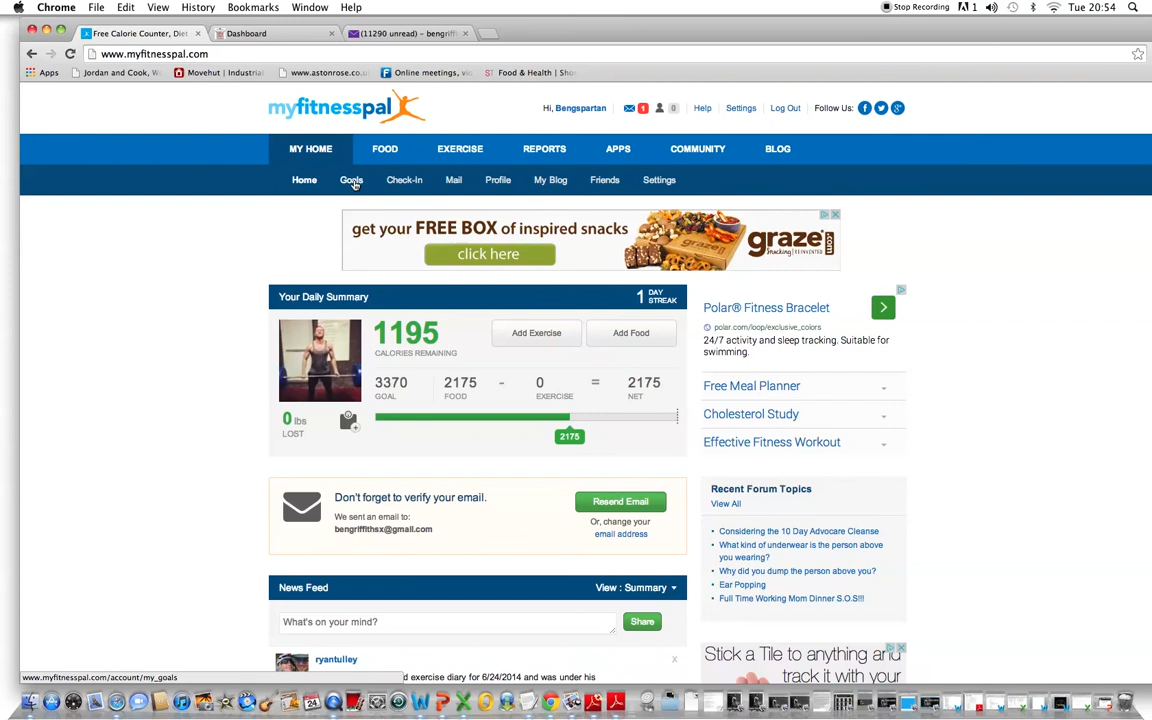 Chrome File Edit View History Bookmarks Window Help
Stop Recording 1 Tue 20:54
Free Calorie Counter, Diet
Dashboard
(11290 unread) – bengriff
www.myfitnesspal.com
Apps Jordan and Cook, W Movehut | Industrial www.astonrose.co.u Online meetings, vi ST Food & Health | Sho
myfitnesspal
Hi, Bengspartan 1 0 Help Settings Log Out Follow Us:
MY HOME FOOD EXERCISE REPORTS APPS COMMUNITY BLOG
Home Goals Check-In Mail Profile My Blog Friends Settings
get your FREE BOX of inspired snacks
click here
graze.com
SNACKING | REINVENTED
Your Daily Summary
1 DAY STREAK
1195
CALORIES REMAINING
Add Exercise Add Food
3370 2175 - 0 = 2175
GOAL FOOD EXERCISE NET
0 lbs
LOST
2175
Don't forget to verify your email.
We sent an email to:
bengriffithsx@gmail.com
Resend Email
Or, change your
email address
News Feed
View : Summary
What's on your mind?
Share
ryantulley
x
d exercise diary for 6/24/2014 and was under his
Polar® Fitness Bracelet
polar.com/loop/exclusive_colors
24/7 activity and sleep tracking. Suitable for
swimming.
Free Meal Planner
Cholesterol Study
Effective Fitness Workout
Recent Forum Topics
View All
Considering the 10 Day Advocare Cleanse
What kind of underwear is the person above
you wearing?
Why did you dump the person above you?
Ear Popping
Full Time Working Mom Dinner S.O.S!!!
Stick a Tile to anything and
track it with your
www.myfitnesspal.com/account/my_goals